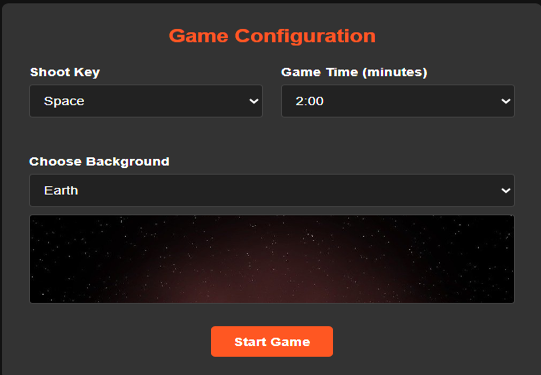 Game Configuration
Shoot Key
Game Time (minutes)
Space
2:00
Choose Background
Earth
Start Game